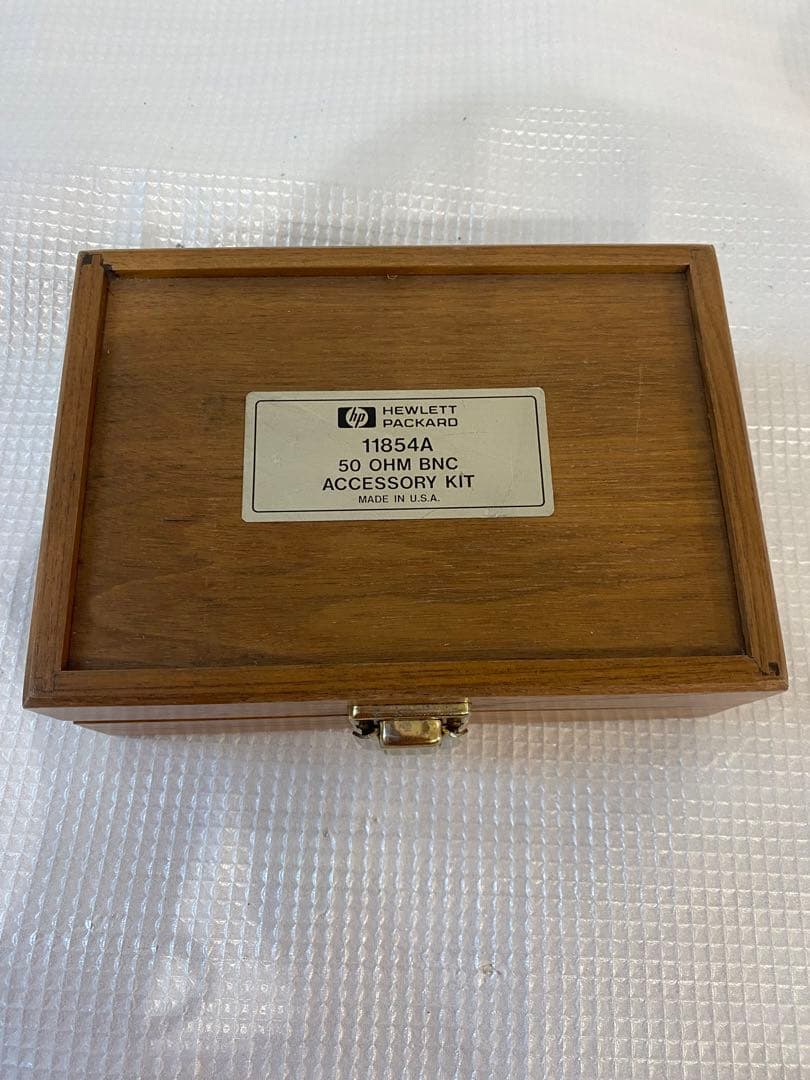 hp HEWLETT
PACKARD
11854A
50 OHM BNC
ACCESSORY KIT
MADE IN U.S.A.